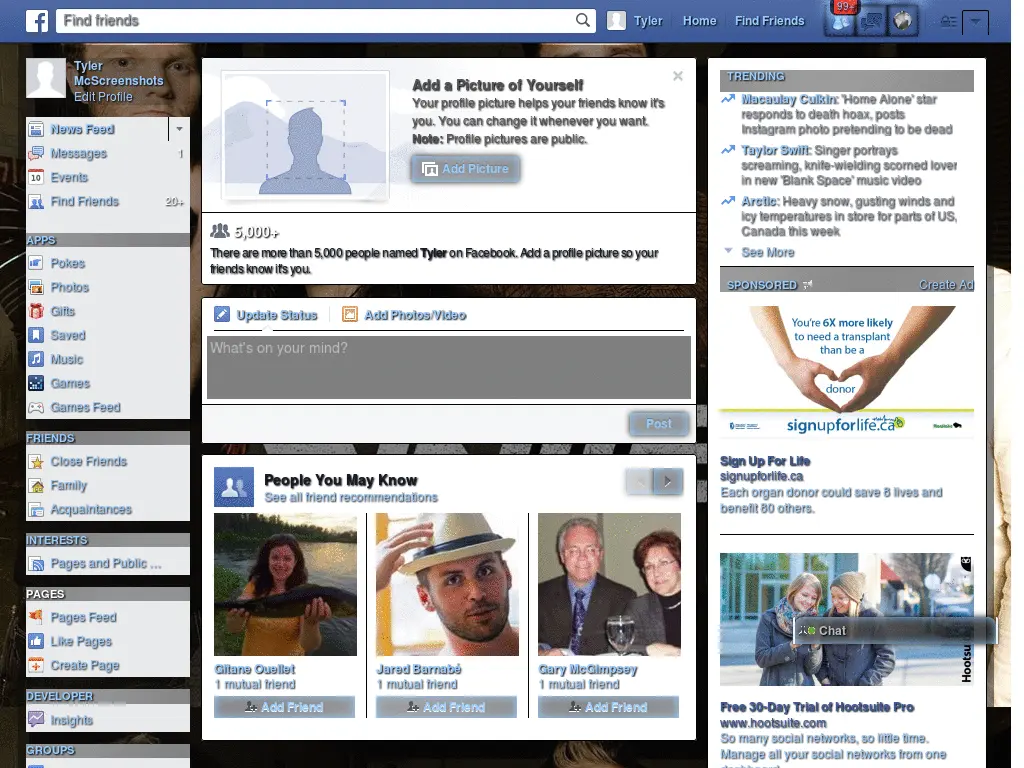 Find friends
Tyler
Home
Find Friends
99+
Tyler
McScreenshots
Edit Profile
News Feed
Messages 1
10 Events
Find Friends 20+
APPS
Pokes
Photos
Gifts
Saved
Music
Games
Games Feed
FRIENDS
Close Friends
Family
Acquaintances
INTERESTS
Pages and Public ...
PAGES
Pages Feed
Like Pages
Create Page
DEVELOPER
Insights
GROUPS
Add a Picture of Yourself
Your profile picture helps your friends know it's
you. You can change it whenever you want.
Note: Profile pictures are public.
Add Picture
5,000+
There are more than 5,000 people named Tyler on Facebook. Add a profile picture so your
friends know it's you.
Update Status
Add Photos/Video
What's on your mind?
Post
People You May Know
See all friend recommendations
Gitane Ouellet
1 mutual friend
Add Friend
Jared Barnabé
1 mutual friend
Add Friend
Gary McGimpsey
1 mutual friend
Add Friend
TRENDING
Macaulay Culkin: 'Home Alone' star
responds to death hoax, posts
Instagram photo pretending to be dead
Taylor Swift: Singer portrays
screaming, knife-wielding scorned lover
in new 'Blank Space' music video
Arctic: Heavy snow, gusting winds and
icy temperatures in store for parts of US,
Canada this week
See More
SPONSORED
Create Ad
You're 6X more likely
to need a transplant
than be a
donor
signupforlife.ca
Sign Up For Life
signupforlife.ca
Each organ donor could save 8 lives and
benefit 80 others.
Chat
Hootsu
Free 30-Day Trial of Hootsuite Pro
www.hootsuite.com
So many social networks, so little time.
Manage all your social networks from one
dashboard